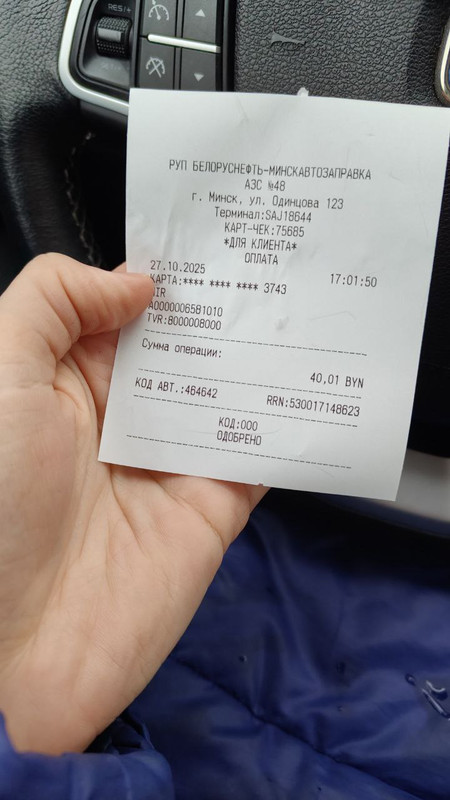 RES/+
РУП БЕЛОРУСНЕФТЬ-МИНСКАВТОЗАПРАВКА
АЗС №48
г. Минск, ул. Одинцова 123
Терминал:SAJ18644
КАРТ-ЧЕК:75685
*ДЛЯ КЛИЕНТА*
ОПЛАТА
27.10.2025 17:01:50
КАРТА:**** **** **** 3743
MIR
A0000006581010
TVR:8000008000
Сумма операции:
40,01 BYN
КОД АВТ.:464642 RRN:530017148623
КОД:000
ОДОБРЕНО